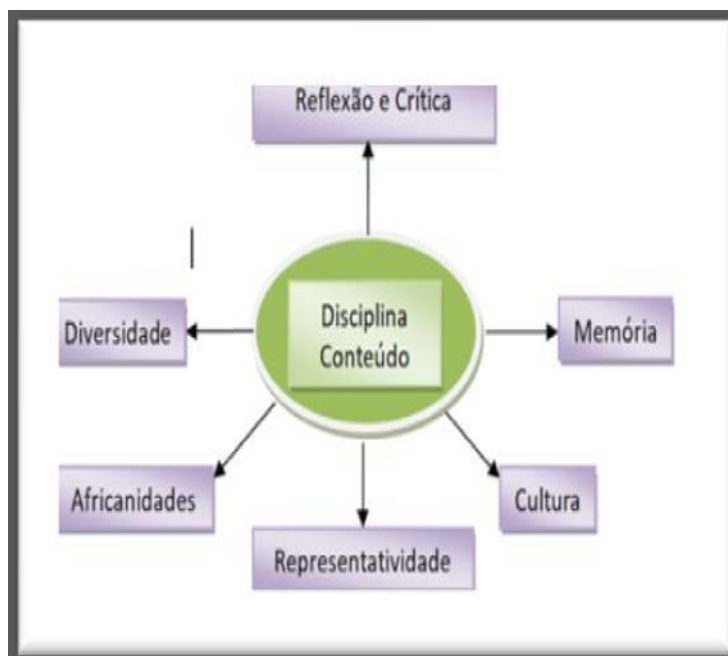 Reflexão e Crítica
Disciplina
Conteúdo
Diversidade
Memória
Africanidades
Cultura
Representatividade